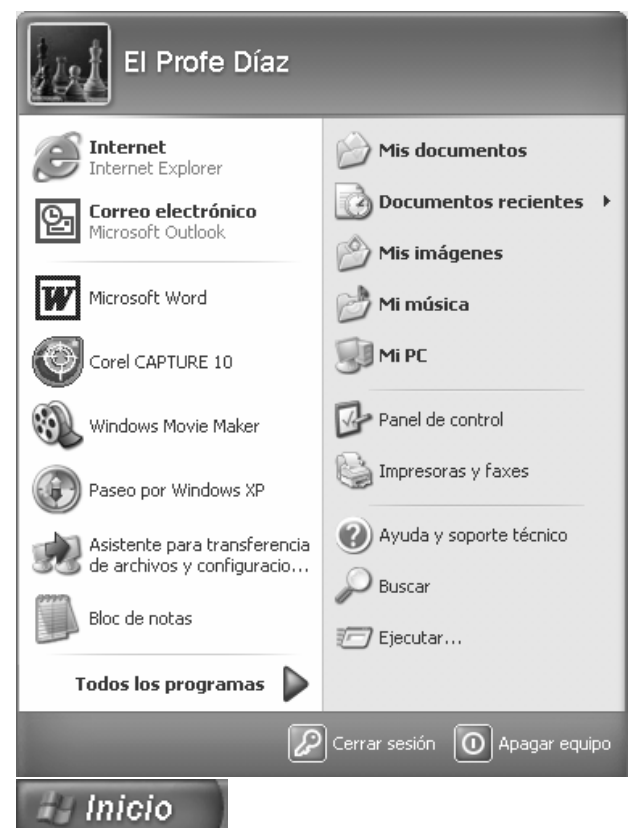 El Profe Díaz
Internet
Internet Explorer
Correo electrónico
Microsoft Outlook
Microsoft Word
Corel CAPTURE 10
Windows Movie Maker
Paseo por Windows XP
Asistente para transferencia
de archivos y configuracio...
Bloc de notas
Todos los programas
Mis documentos
Documentos recientes
Mis imágenes
Mi música
Mi PC
Panel de control
Impresoras y faxes
Ayuda y soporte técnico
Buscar
Ejecutar...
Cerrar sesión
Apagar equipo
Inicio